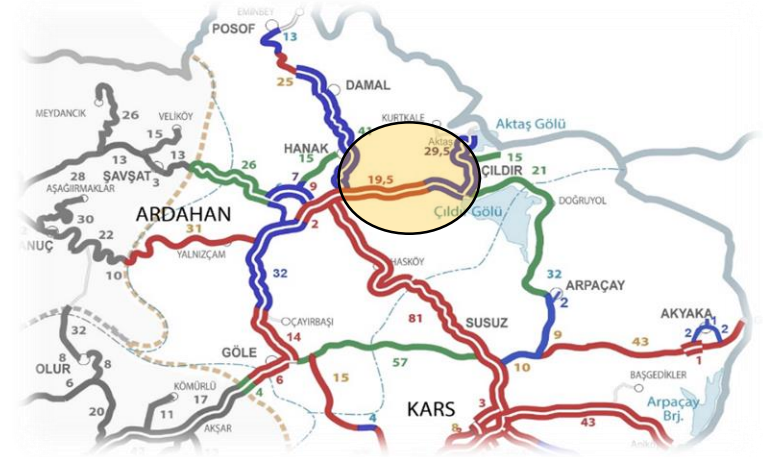 EMİNBEY
POSOF
13
25
DAMAL
MEYDANCIK
26
VELİKÖY
15
13
13
ŞAVŞAT
3
28
AŞAĞIIRMAKLAR
30
22
10
HANAK
15
41
KURTKALE
Aktaş
29,5
Aktaş Gölü
15
ÇILDIR
21
26
7
9
19,5
ARDAHAN
2
Çıldır Gölü
DOĞRUYOL
31
YALNIZÇAM
32
HASKÖY
81
32
ARPAÇAY
2
ÇAYIRBAŞI
14
SUSUZ
AKYAKA
1
2
2
1
9
43
10
32
8
8
OLUR
6
GÖLE
6
57
4
15
4
KÖMÜRLÜ
17
11
20
AKŞAR
KARS
3
8
43
BAŞGEDİKLER
Arpaçay
Brj.